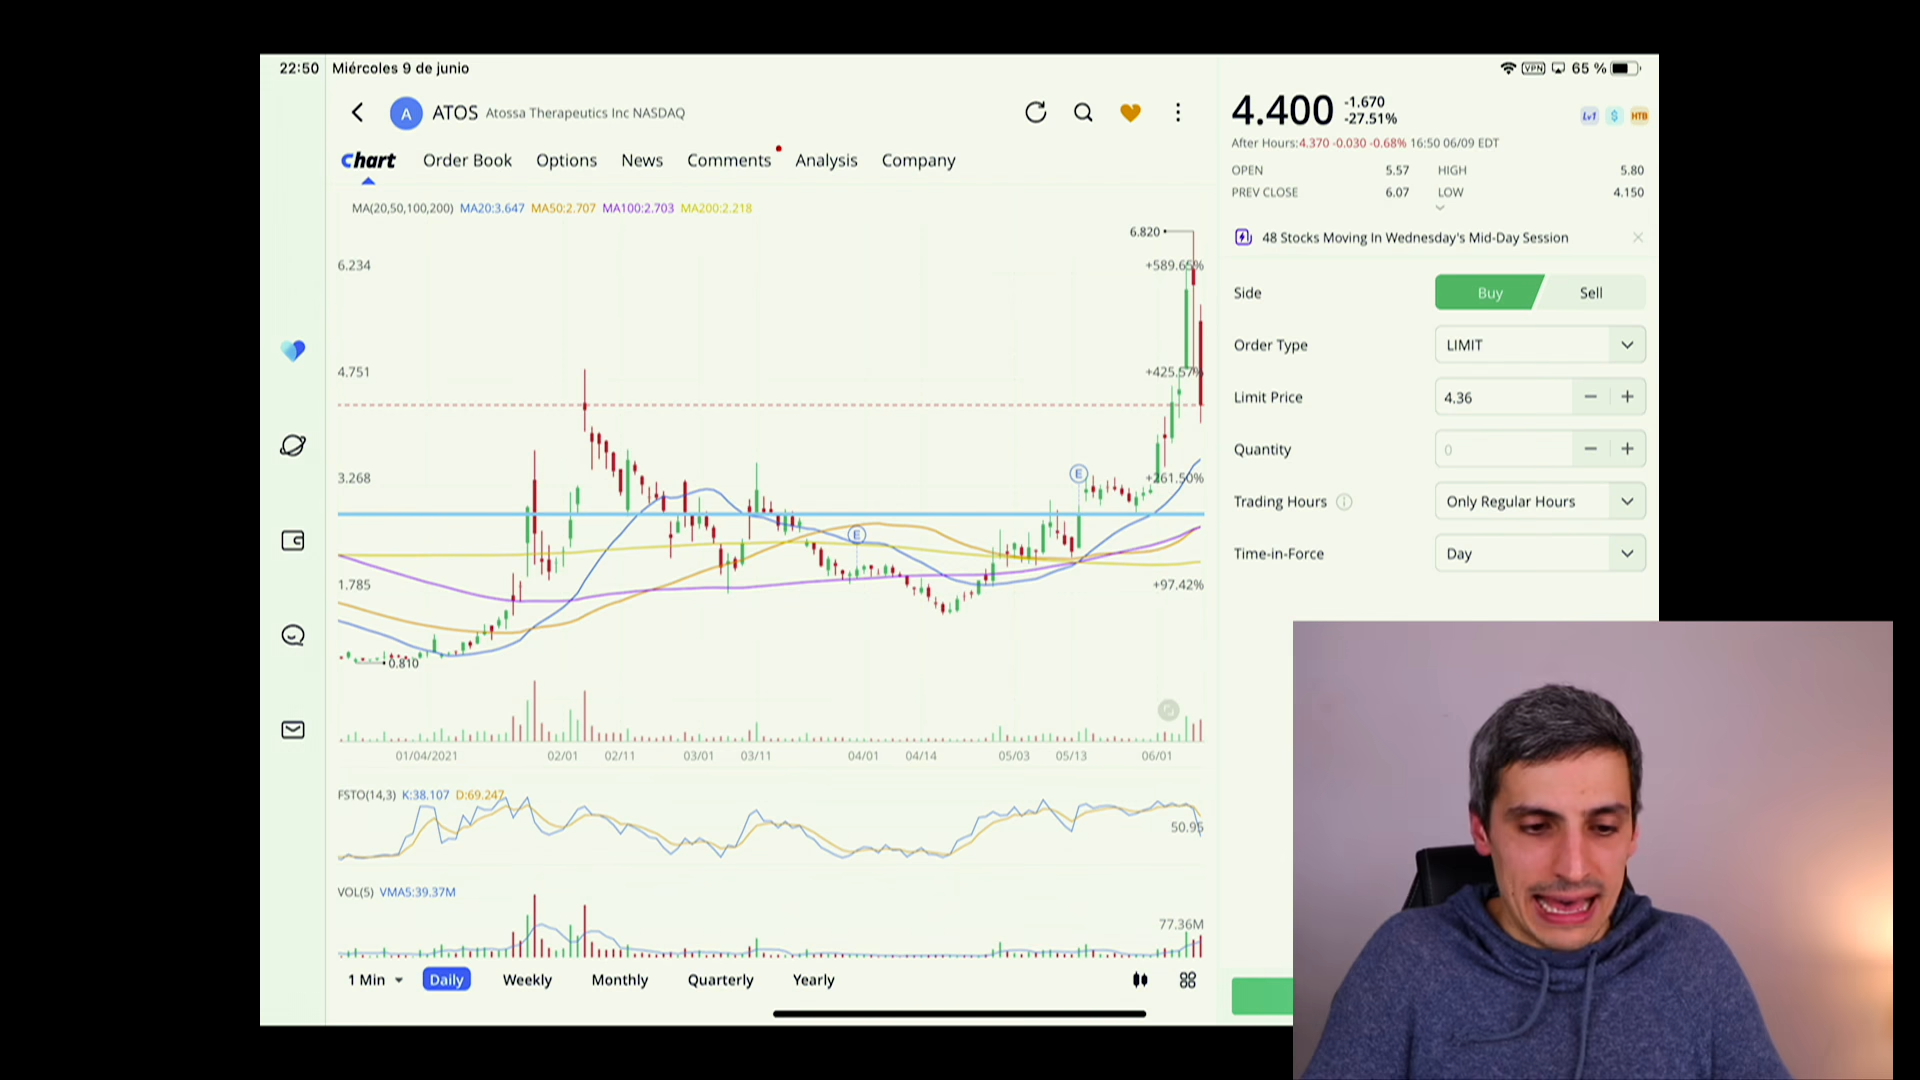 22:50 Miércoles 9 de junio
VPN 65 %
A ATOS Atossa Therapeutics Inc NASDAQ
Chart Order Book Options News Comments Analysis Company
MA(20,50,100,200) MA20:3.647 MA50:2.707 MA100:2.703 MA200:2.218
6.820
6.234 +589.65%
4.751 +425.57%
3.268 +261.50%
1.785 +97.42%
0.810
E
E
01/04/2021 02/01 02/11 03/01 03/11 04/01 04/14 05/03 05/13 06/01
FSTO(14,3) K:38.107 D:69.247
50.95
VOL(5) VMA5:39.37M
77.36M
1 Min Daily Weekly Monthly Quarterly Yearly
4.400 -1.670
-27.51%
Lv1 $ HTB
After Hours:4.370 -0.030 -0.68% 16:50 06/09 EDT
OPEN 5.57 HIGH 5.80
PREV CLOSE 6.07 LOW 4.150
48 Stocks Moving In Wednesday's Mid-Day Session
Side Buy Sell
Order Type LIMIT
Limit Price 4.36 − +
Quantity 0 − +
Trading Hours Only Regular Hours
Time-in-Force Day